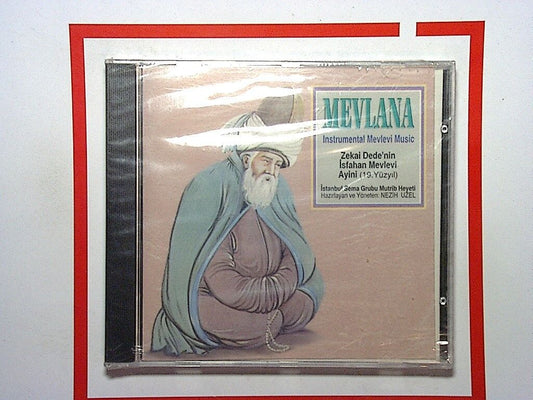 MEVLANA
Instrumental Mevlevi Music
Zekai Dede'nin
İsfahan Mevlevi
Ayini (19.Yüzyıl)
İstanbul Sema Grubu Mutrib Heyeti
Hazırlayan ve Yöneten: NEZİH UZEL